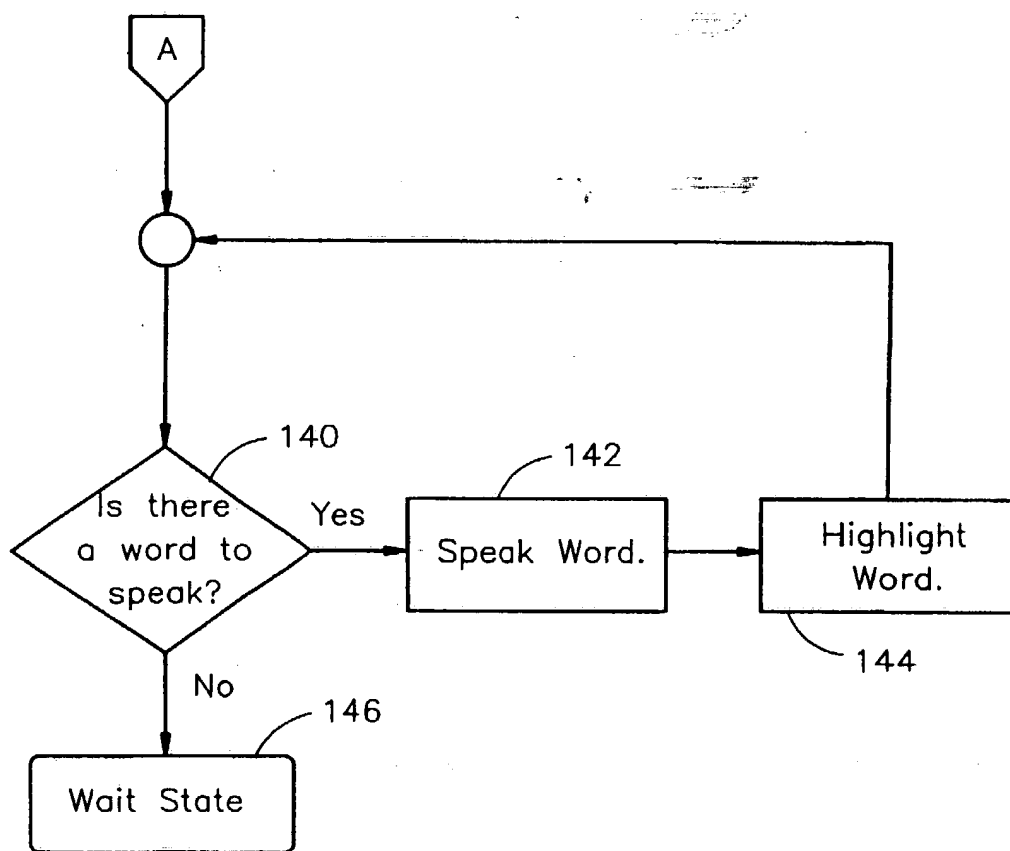 A
140
Is there
a word to
speak?
Yes
142
Speak Word.
Highlight
Word.
144
No
146
Wait State